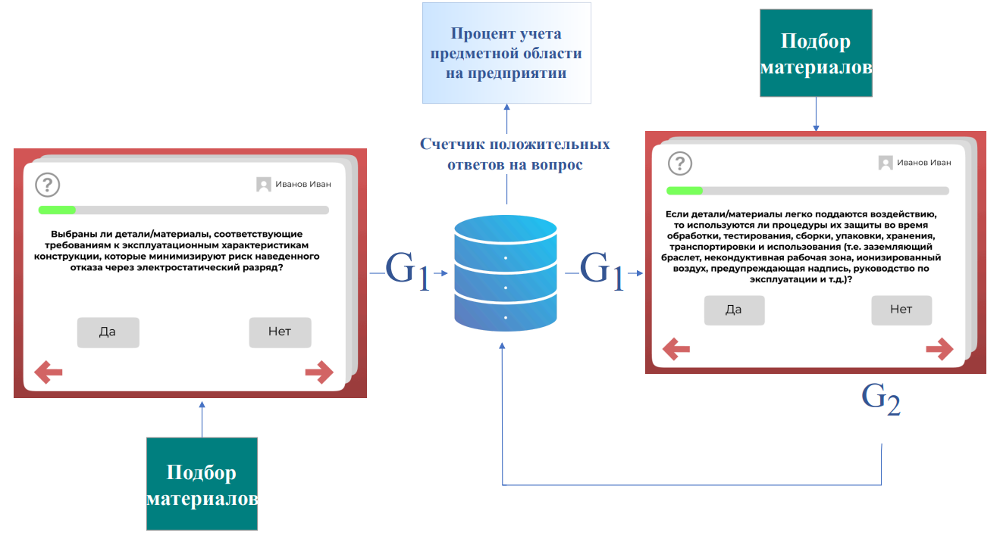 Процент учета
предметной области
на предприятии
Подбор
материалов
Счетчик положительных
ответов на вопрос
?
Иванов Иван
Выбраны ли детали/материалы, соответствующие
требованиям к эксплуатационным характеристикам
конструкции, которые минимизируют риск наведенного
отказа через электростатический разряд?
Да
Нет
G1
G1
?
Иванов Иван
Если детали/материалы легко поддаются воздействию,
то используются ли процедуры их защиты во время
обработки, тестирования, сборки, упаковки, хранения,
транспортировки и использования (т.е. заземляющий
браслет, некондуктивная рабочая зона, ионизированный
воздух, предупреждающая надпись, руководство по
эксплуатации и т.д.)?
Да
Нет
G2
Подбор
материалов